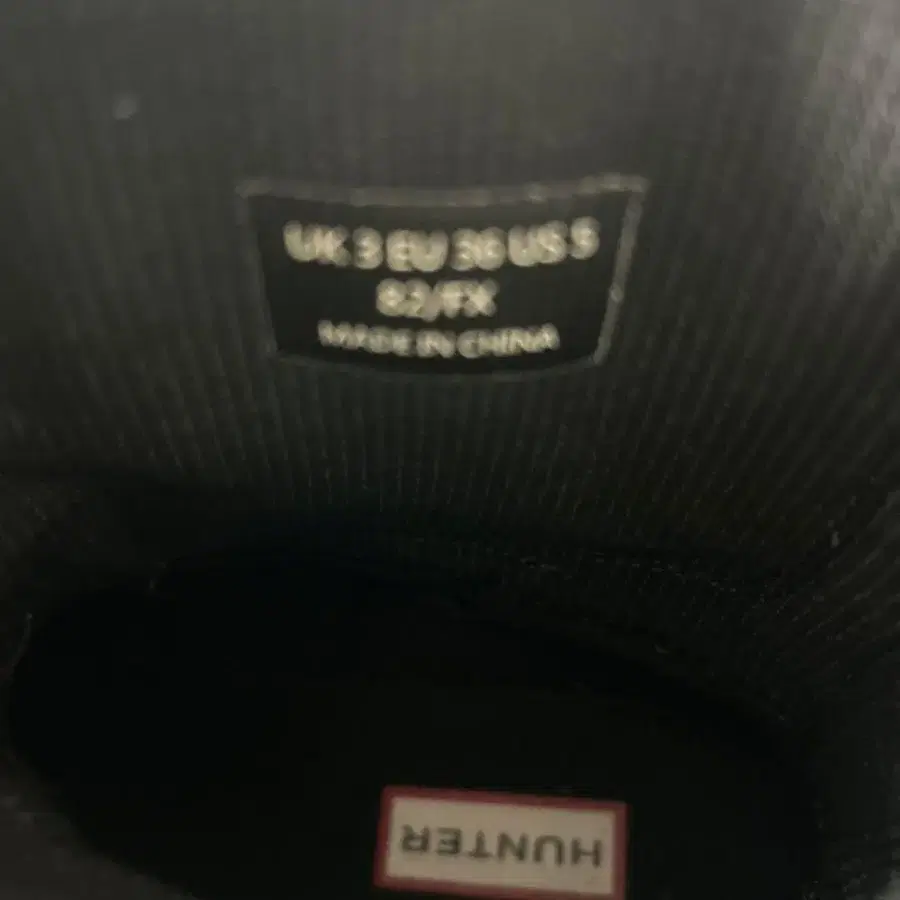 UK 3 EU 36 US 5
82/FX
MADE IN CHINA
HUNTER